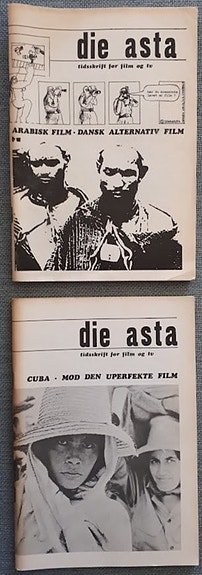 die asta
tidsskrift for film og tv
ARABISK FILM · DANSK ALTERNATIV FILM
die asta
tidsskrift for film og tv
CUBA · MOD DEN UPERFEKTE FILM